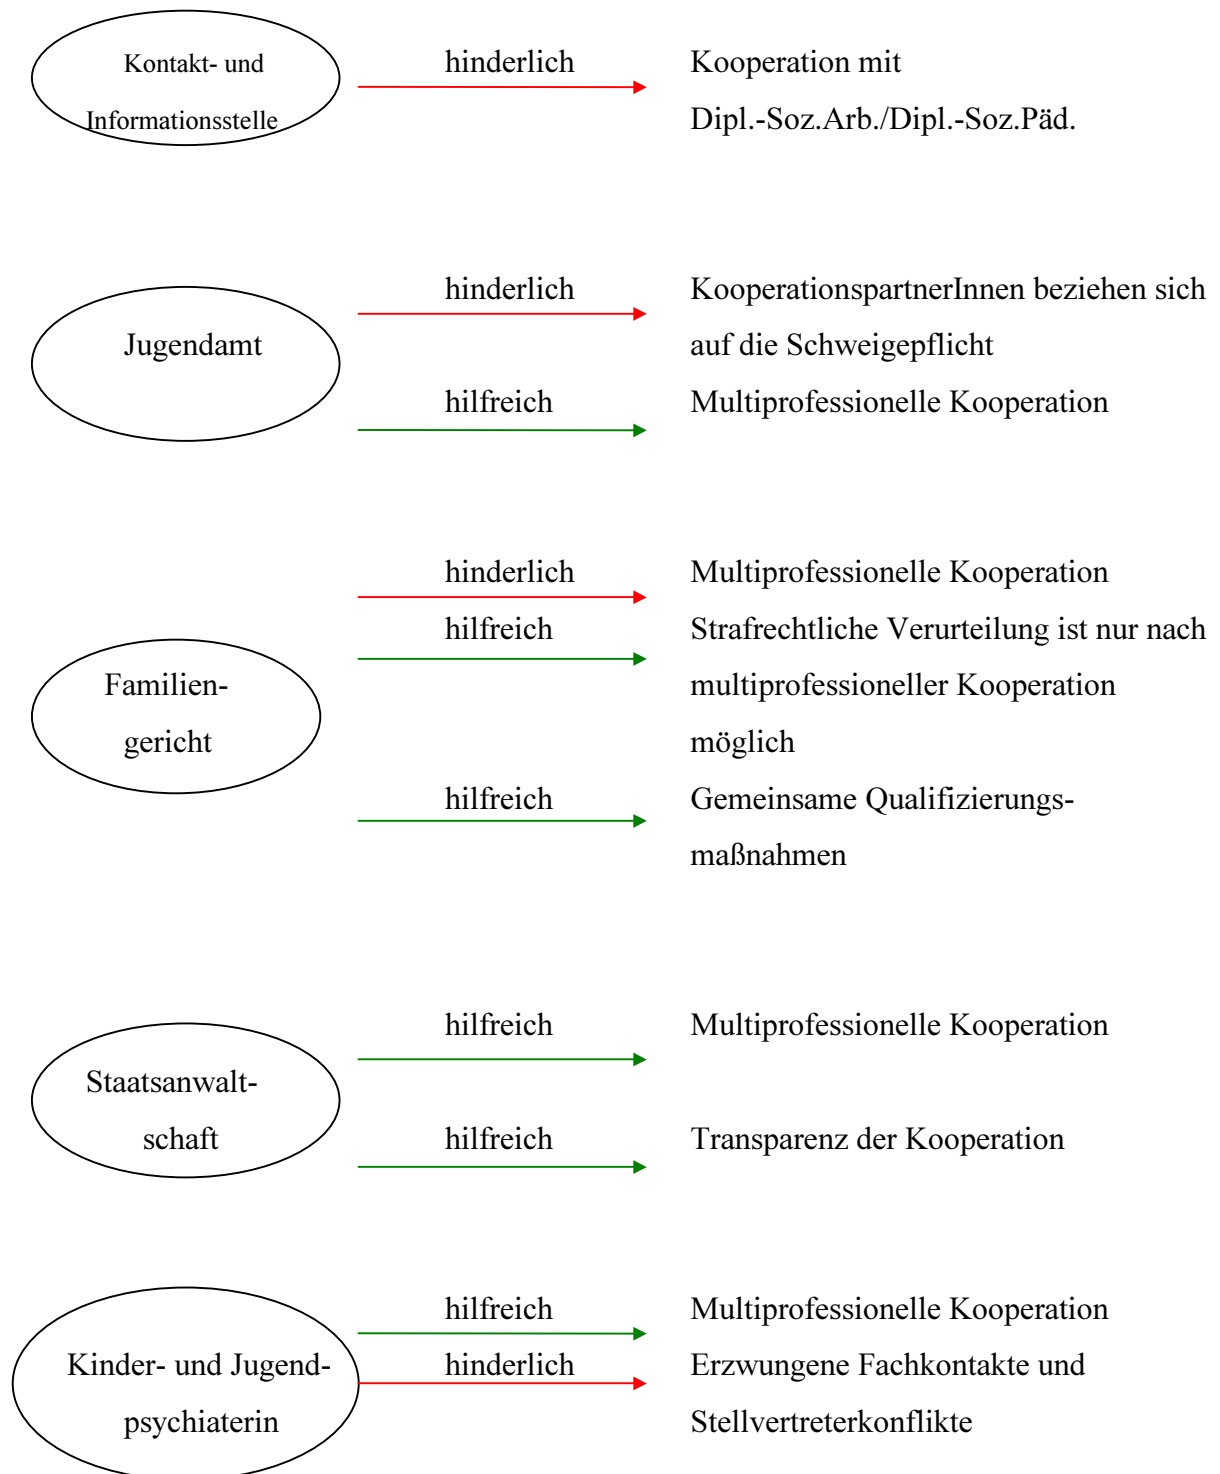 Kontakt- und hinderlich Kooperation mit
Informationsstelle Dipl.-Soz.Arb./Dipl.-Soz.Päd.
hinderlich KooperationspartnerInnen beziehen sich
Jugendamt auf die Schweigepflicht
hilfreich Multiprofessionelle Kooperation
hinderlich Multiprofessionelle Kooperation
hilfreich Strafrechtliche Verurteilung ist nur nach
Familien- multiprofessioneller Kooperation
gericht möglich
hilfreich Gemeinsame Qualifizierungs-
maßnahmen
hilfreich Multiprofessionelle Kooperation
Staatsanwalt-
schaft hilfreich Transparenz der Kooperation
hilfreich Multiprofessionelle Kooperation
Kinder- und Jugend- hinderlich Erzwungene Fachkontakte und
psychiaterin Stellvertreterkonflikte